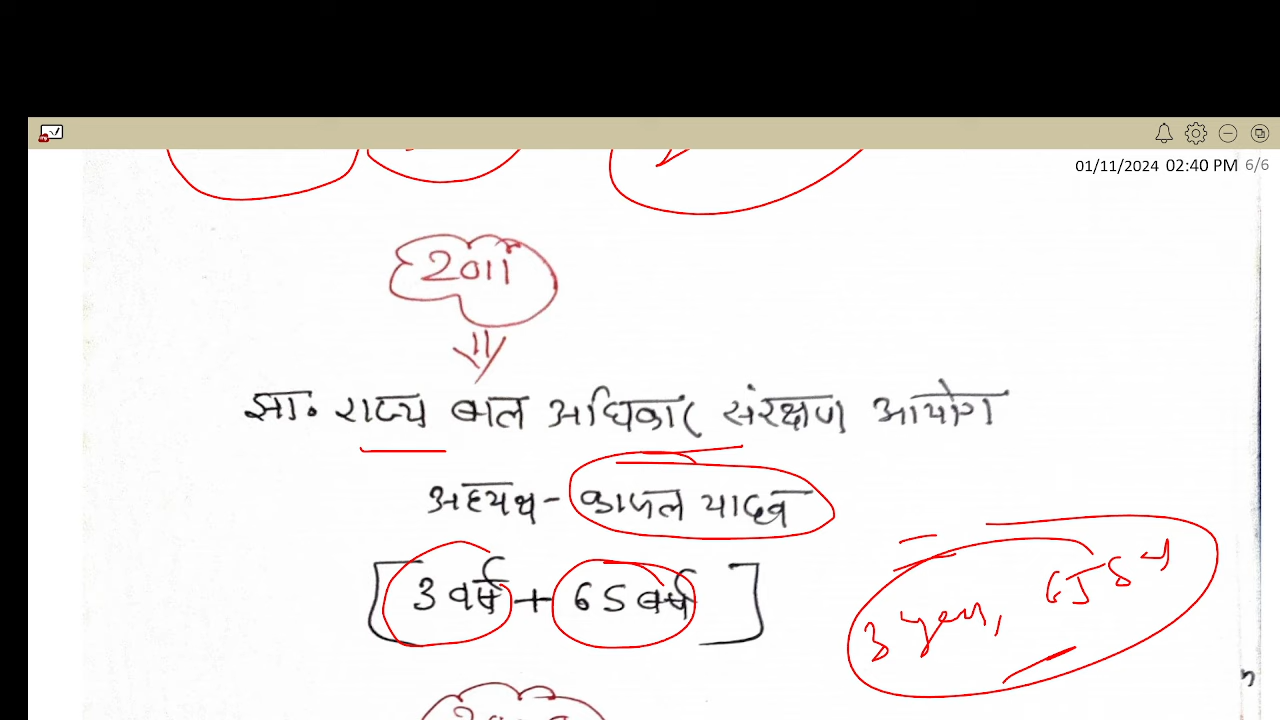 01/11/2024 02:40 PM 6/6
2011
झा. राज्य बाल अधिकार संरक्षण आयोग
अध्यक्ष - काजल यादव
[3 वर्ष + 65 वर्ष]
3 years, 65